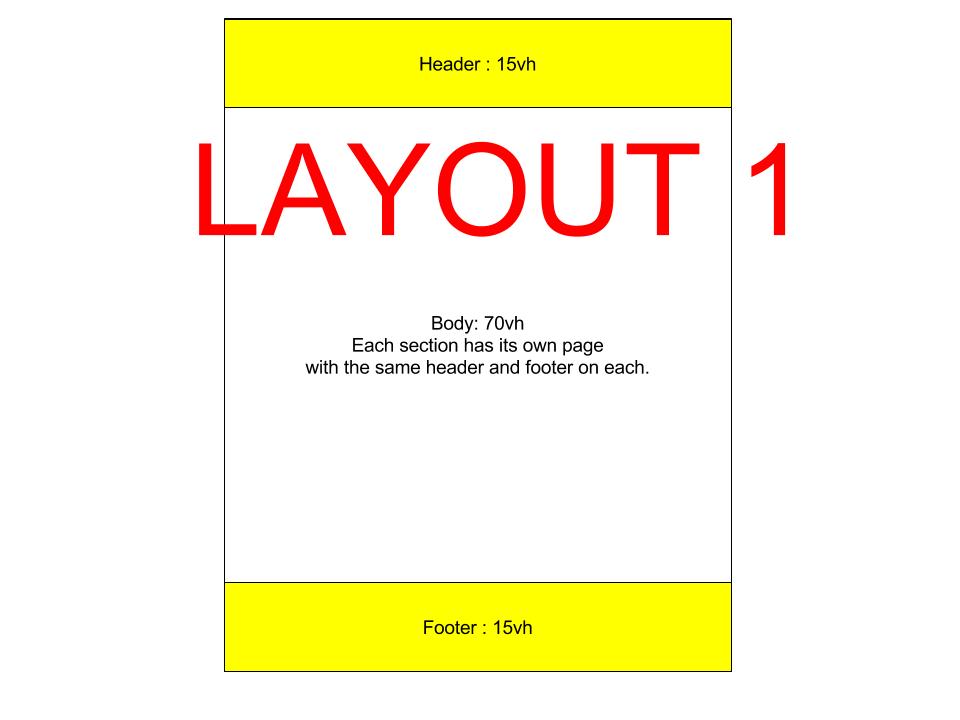 Header : 15vh
LAYOUT 1
Body: 70vh
Each section has its own page
with the same header and footer on each.
Footer : 15vh